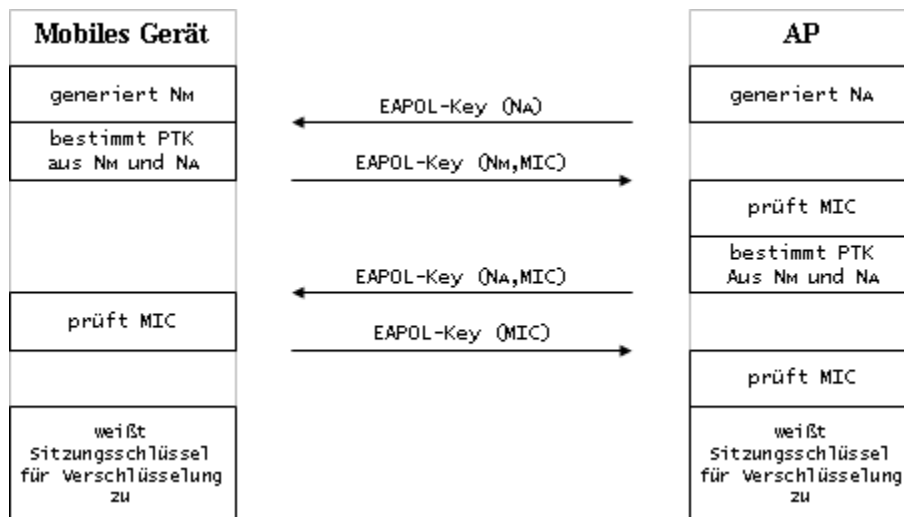 Mobiles Gerät
AP
generiert NM
generiert NA
EAPOL-Key (NA)
bestimmt PTK
aus NM und NA
EAPOL-Key (NM,MIC)
prüft MIC
bestimmt PTK
Aus NM und NA
EAPOL-Key (NA,MIC)
prüft MIC
EAPOL-Key (MIC)
prüft MIC
weißt
Sitzungsschlüssel
für Verschlüsselung
zu
weißt
Sitzungsschlüssel
für Verschlüsselung
zu